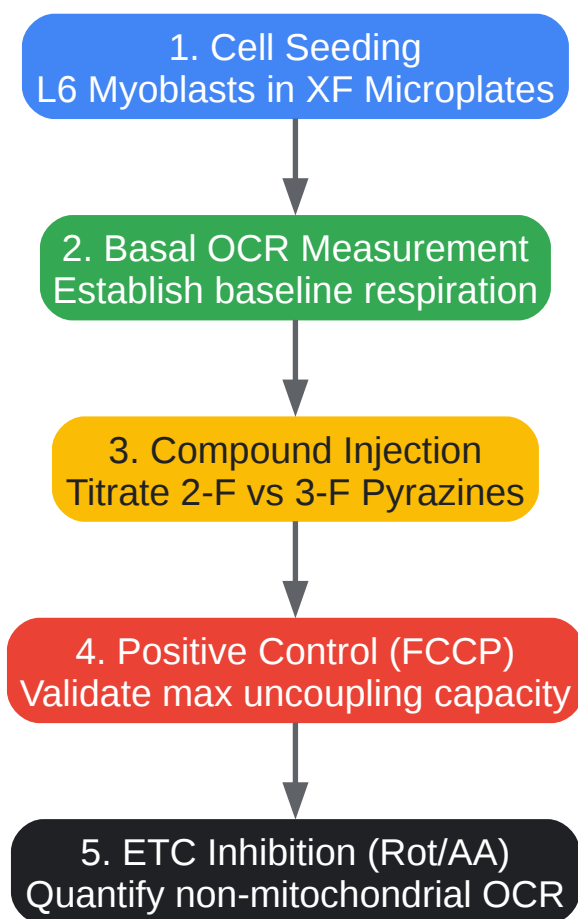 1. Cell Seeding
L6 Myoblasts in XF Microplates
2. Basal OCR Measurement
Establish baseline respiration
3. Compound Injection
Titrate 2-F vs 3-F Pyrazines
4. Positive Control (FCCP)
Validate max uncoupling capacity
5. ETC Inhibition (Rot/AA)
Quantify non-mitochondrial OCR